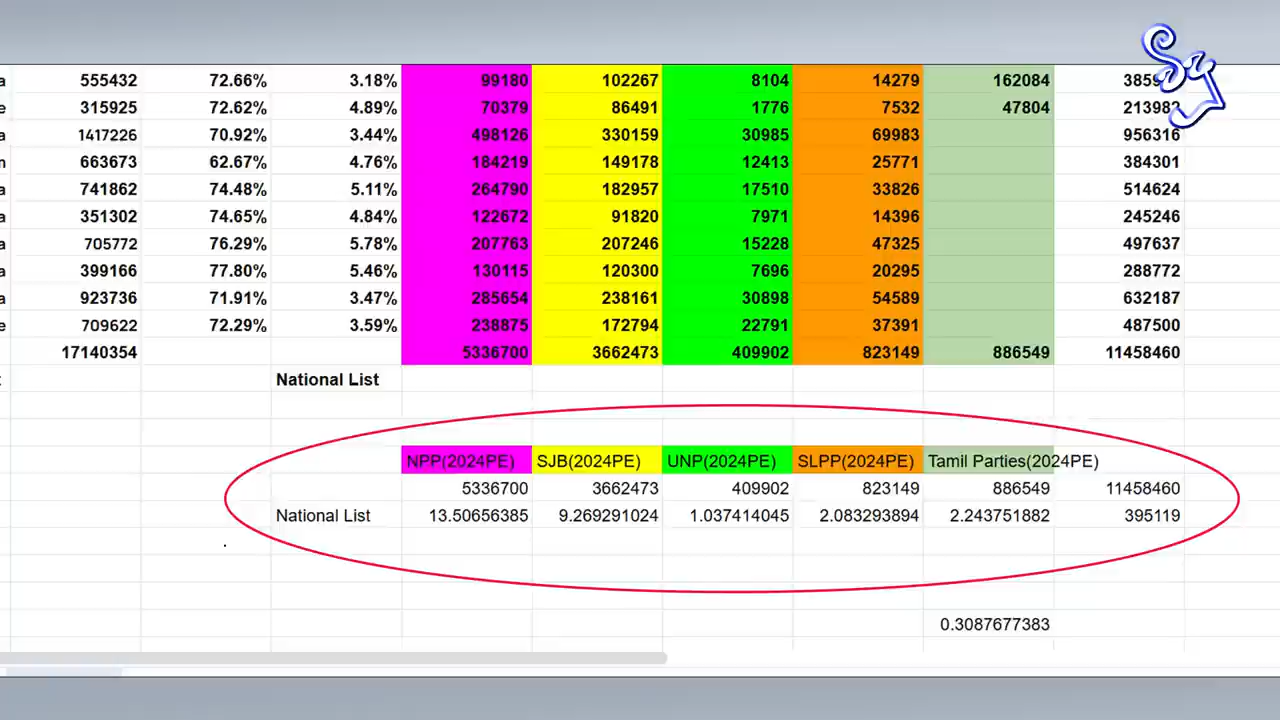 a 555432 72.66% 3.18% 99180 102267 8104 14279 162084
e 315925 72.62% 4.89% 70379 86491 1776 7532 47804 213982
a 1417226 70.92% 3.44% 498126 330159 30985 69983 956316
n 663673 62.67% 4.76% 184219 149178 12413 25771 384301
a 741862 74.48% 5.11% 264790 182957 17510 33826 514624
a 351302 74.65% 4.84% 122672 91820 7971 14396 245246
a 705772 76.29% 5.78% 207763 207246 15228 47325 497637
a 399166 77.80% 5.46% 130115 120300 7696 20295 288772
a 923736 71.91% 3.47% 285654 238161 30898 54589 632187
e 709622 72.29% 3.59% 238875 172794 22791 37391 487500
17140354 5336700 3662473 409902 823149 886549 11458460
National List
NPP(2024PE) SJB(2024PE) UNP(2024PE) SLPP(2024PE) Tamil Parties(2024PE)
5336700 3662473 409902 823149 886549 11458460
National List 13.50656385 9.269291024 1.037414045 2.083293894 2.243751882 395119
0.3087677383